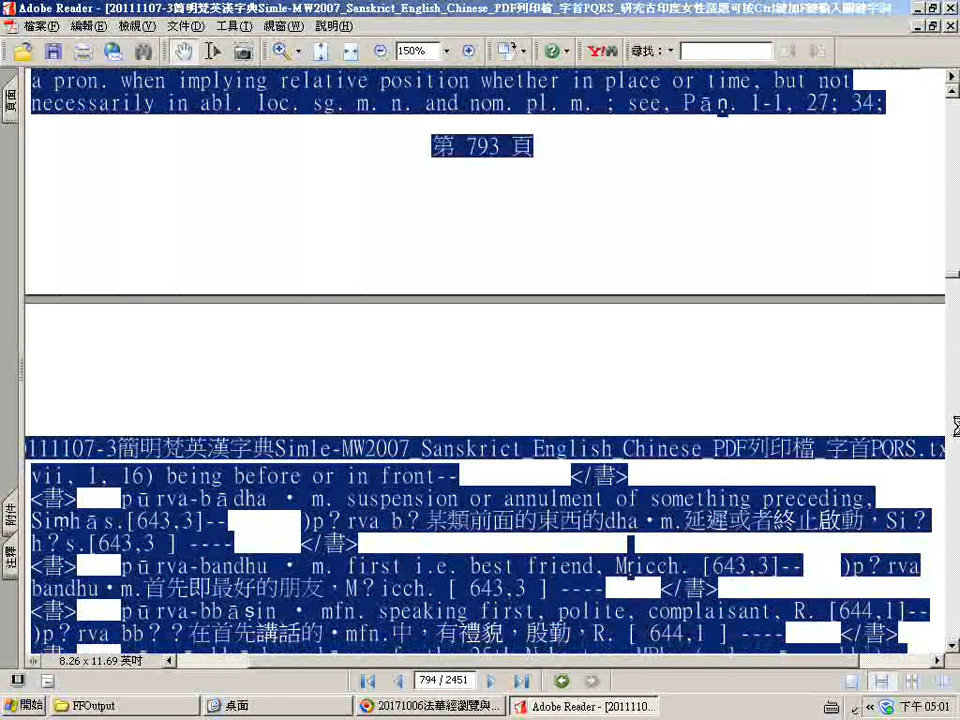 Adobe Reader - [20111107-3簡明梵英漢字典Simle-MW2007_Sanskrict_English_Chinese_PDF列印檔_字首PQRS_研究古印度女性議題可按Ctrl鍵加F鍵輸入關鍵字詞
檔案(F) 編輯(E) 檢視(V) 文件(D) 工具(T) 視窗(W) 說明(H)
150% Y! 尋找:
頁面
a pron. when implying relative position whether in place or time, but not
necessarily in abl. loc. sg. m. n. and nom. pl. m. ; see, Pāṇ. 1-1, 27; 34;
第 793 頁
111107-3簡明梵英漢字典Simle-MW2007_Sanskrict_English_Chinese_PDF列印檔_字首PQRS.tx
vii, 1, 16) being before or in front-- </書>
<書> pūrva-bādha • m. suspension or annulment of something preceding,
Siṃhās.[643,3]-- )p？rva b？某類前面的東西的dha•m.延遲或者終止啟動，Si？
h？s.[643,3 ] ---- </書>
<書> pūrva-bandhu • m. first i.e. best friend, Mṛicch. [643,3]-- )p？rva
bandhu•m.首先即最好的朋友，M？icch. [ 643,3 ] ---- </書>
<書> pūrva-bbāṣin • mfn. speaking first, polite, complaisant, R. [644,1]--
)p？rva bb？？在首先講話的•mfn.中，有禮貌，殷勤，R. [ 644,1 ] ---- </書>
附件
注釋
8.26 x 11.69 英吋
794 / 2451
開始 FFOutput 桌面 20171006法華經瀏覽與... Adobe Reader - [2011110... 下午 05:01